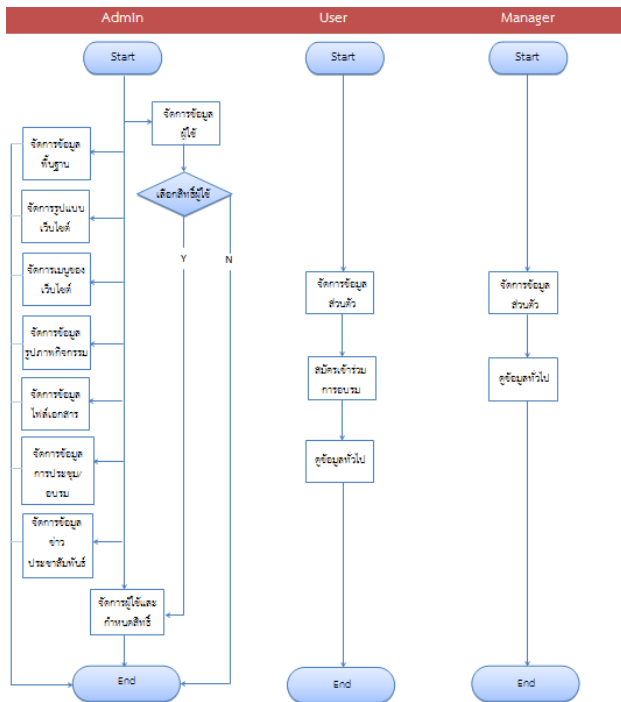 Admin
User
Manager
Start
Start
Start
จัดการข้อมูล
ผู้ใช้
จัดการข้อมูล
พื้นฐาน
เลือกสิทธิ์ผู้ใช้
จัดการรูปแบบ
เว็บไซต์
Y
N
จัดการเมนูของ
เว็บไซต์
จัดการข้อมูล
ส่วนตัว
จัดการข้อมูล
ส่วนตัว
จัดการข้อมูล
รูปภาพกิจกรรม
สมัครเข้าร่วม
การอบรม
ดูข้อมูลทั่วไป
จัดการข้อมูล
ไฟล์เอกสาร
จัดการข้อมูล
การประชุม/
อบรม
ดูข้อมูลทั่วไป
จัดการข้อมูล
ข่าว
ประชาสัมพันธ์
จัดการผู้ใช้และ
กำหนดสิทธิ์
End
End
End